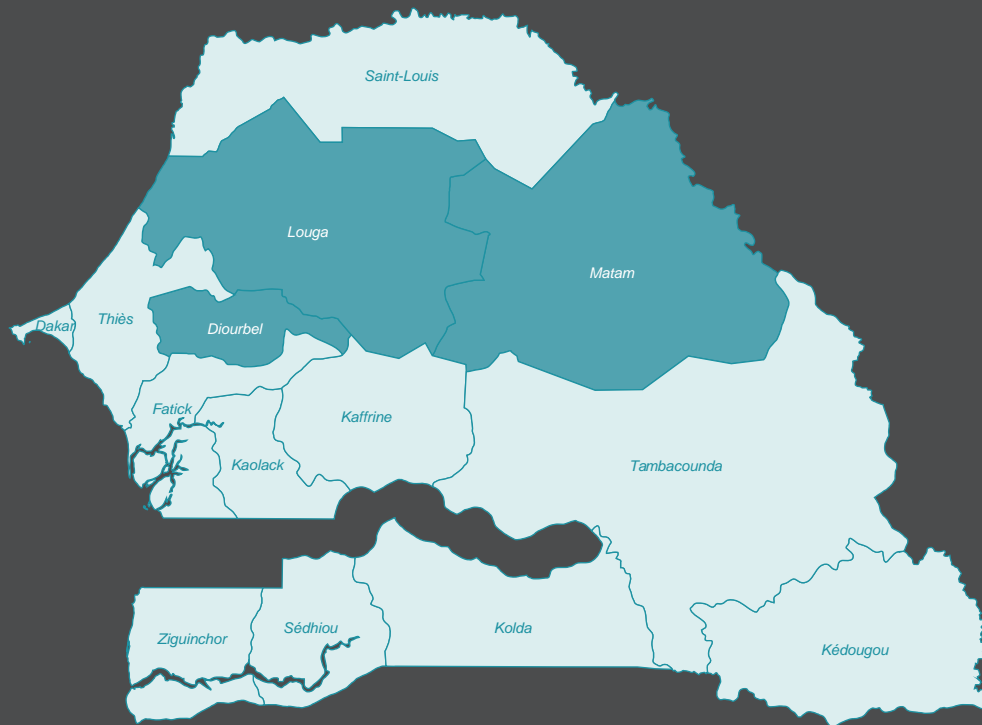 Saint-Louis
Louga
Matam
Dakar
Thiès
Diourbel
Fatick
Kaffrine
Kaolack
Tambacounda
Ziguinchor
Sédhiou
Kolda
Kédougou